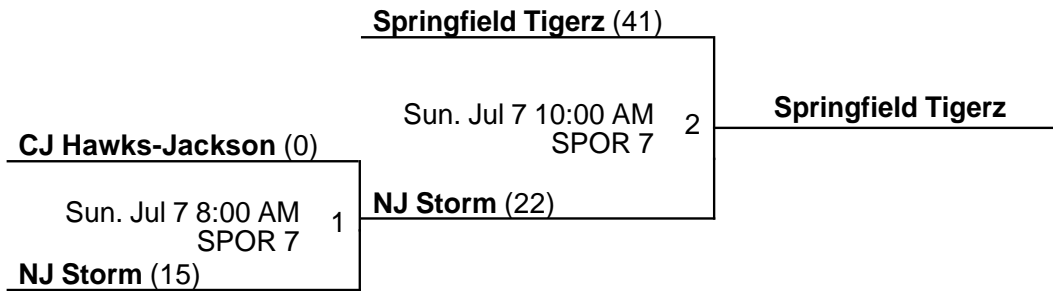 Springfield Tigerz (41)
Sun. Jul 7 10:00 AM
SPOR 7
2
Springfield Tigerz
CJ Hawks-Jackson (0)
Sun. Jul 7 8:00 AM
SPOR 7
1
NJ Storm (22)
NJ Storm (15)